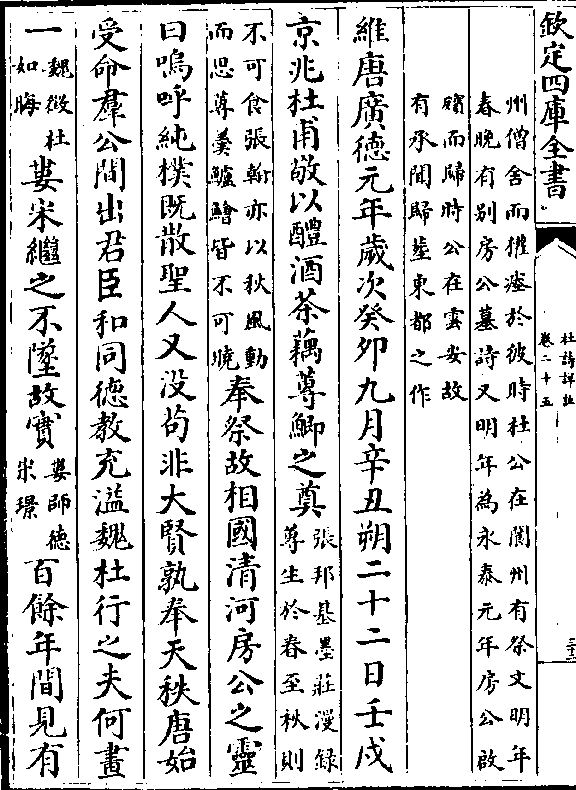 欽定四庫全書
杜詩詳註
卷二十五
州僧舍而權瘞於彼時杜公在閬州有祭文明年
春晚有别房公墓詩又明年為永泰元年房公啟
殯而歸時公在雲安故
有承聞歸塟東都之作
維唐廣德元年歲次癸卯九月辛丑朔二十二日壬戌
京兆杜甫敬以醴酒茶藕蓴鯽之奠
張邦基墨莊漫録
蓴生於春至秋則
不可食張翰亦以秋風動
而思蓴羮鱸鱠皆不可曉
奉祭故相國清河房公之靈
曰嗚呼純樸既散聖人又没苟非大賢孰奉天秩唐始
受命羣公間出君臣和同德教充溢魏杜行之夫何畫
一
魏徵杜
如晦
婁宋繼之不墜故實
婁師德
宋璟
百餘年間見有